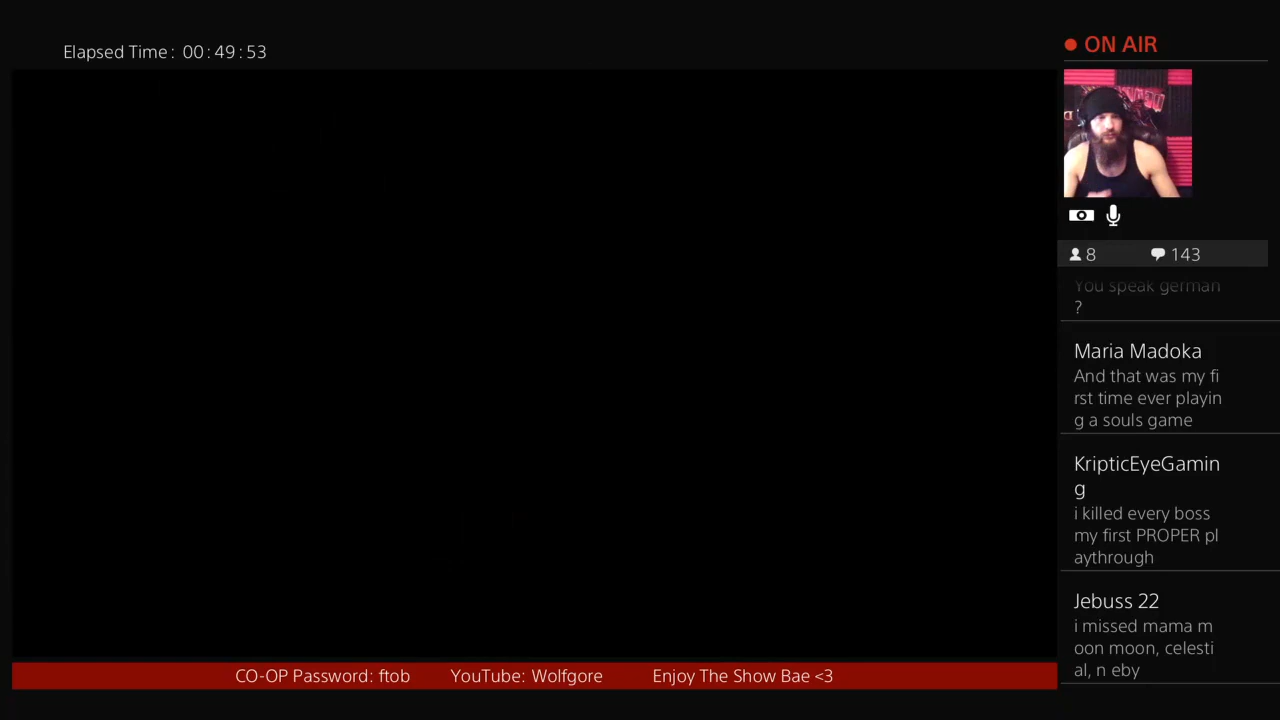 Elapsed Time: 00:49:53
ON AIR
8 143
You speak german
?
Maria Madoka
And that was my fi
rst time ever playin
g a souls game
KripticEyeGamin
g
i killed every boss
my first PROPER pl
aythrough
Jebuss 22
i missed mama m
oon moon, celesti
al, n eby
CO-OP Password: ftob YouTube: Wolfgore Enjoy The Show Bae <3